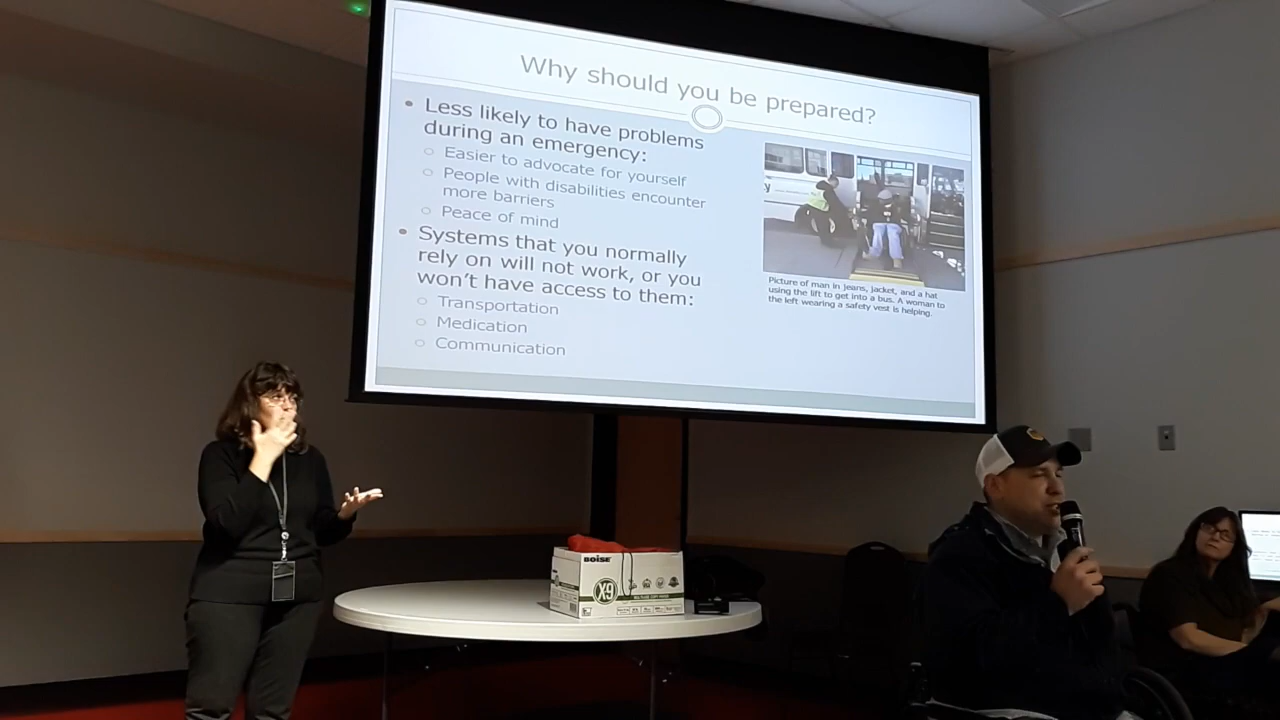 Why should you be prepared?
• Less likely to have problems
during an emergency:
○ Easier to advocate for yourself
○ People with disabilities encounter
more barriers
○ Peace of mind
• Systems that you normally
rely on will not work, or you
won't have access to them:
○ Transportation
○ Medication
○ Communication
Picture of man in jeans, jacket, and a hat
using the lift to get into a bus. A woman to
the left wearing a safety vest is helping.
BOISE
X-9